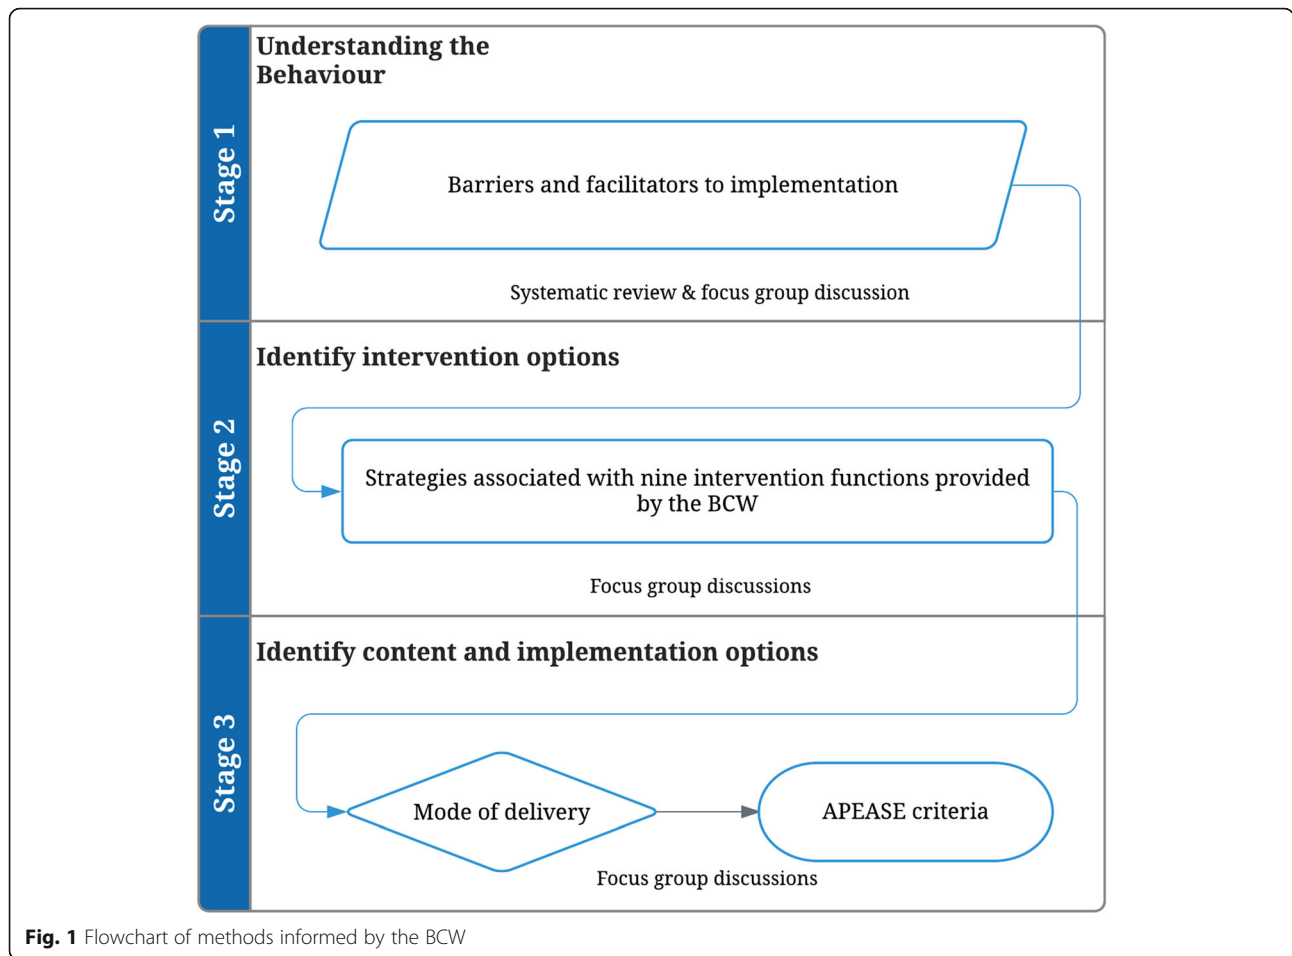 Stage 1
Understanding the
Behaviour
Barriers and facilitators to implementation
Systematic review & focus group discussion
Stage 2
Identify intervention options
Strategies associated with nine intervention functions provided
by the BCW
Focus group discussions
Stage 3
Identify content and implementation options
Mode of delivery
APEASE criteria
Focus group discussions
Fig. 1 Flowchart of methods informed by the BCW